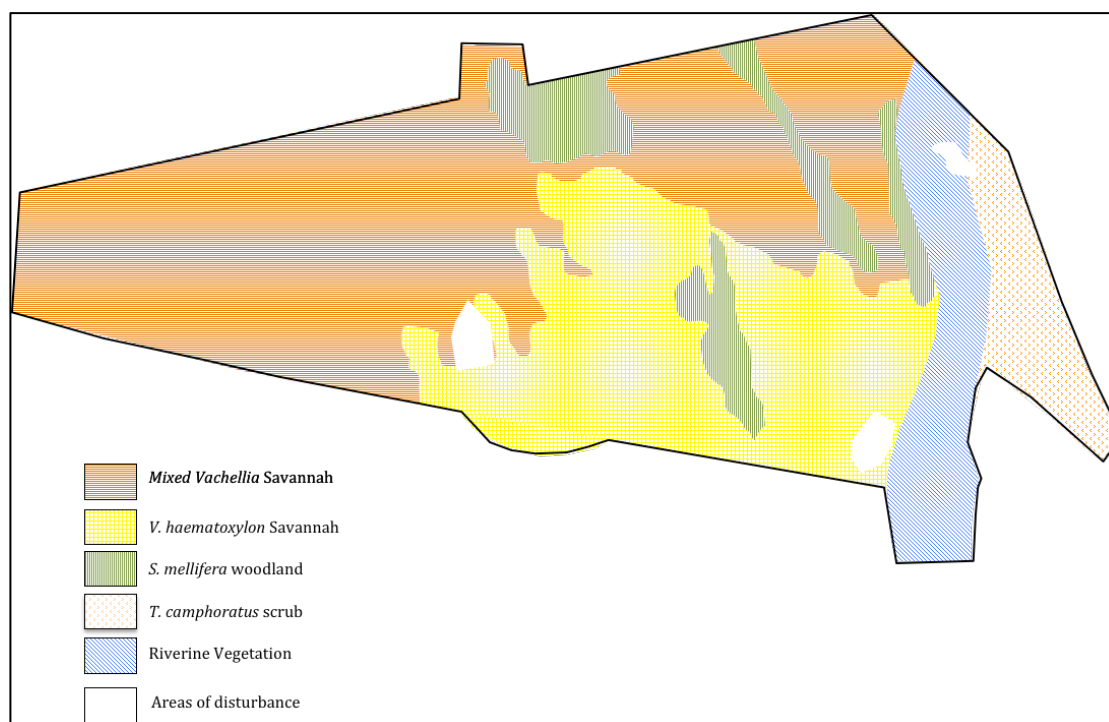 Mixed Vachellia Savannah
V. haematoxylon Savannah
S. mellifera woodland
T. camphoratus scrub
Riverine Vegetation
Areas of disturbance